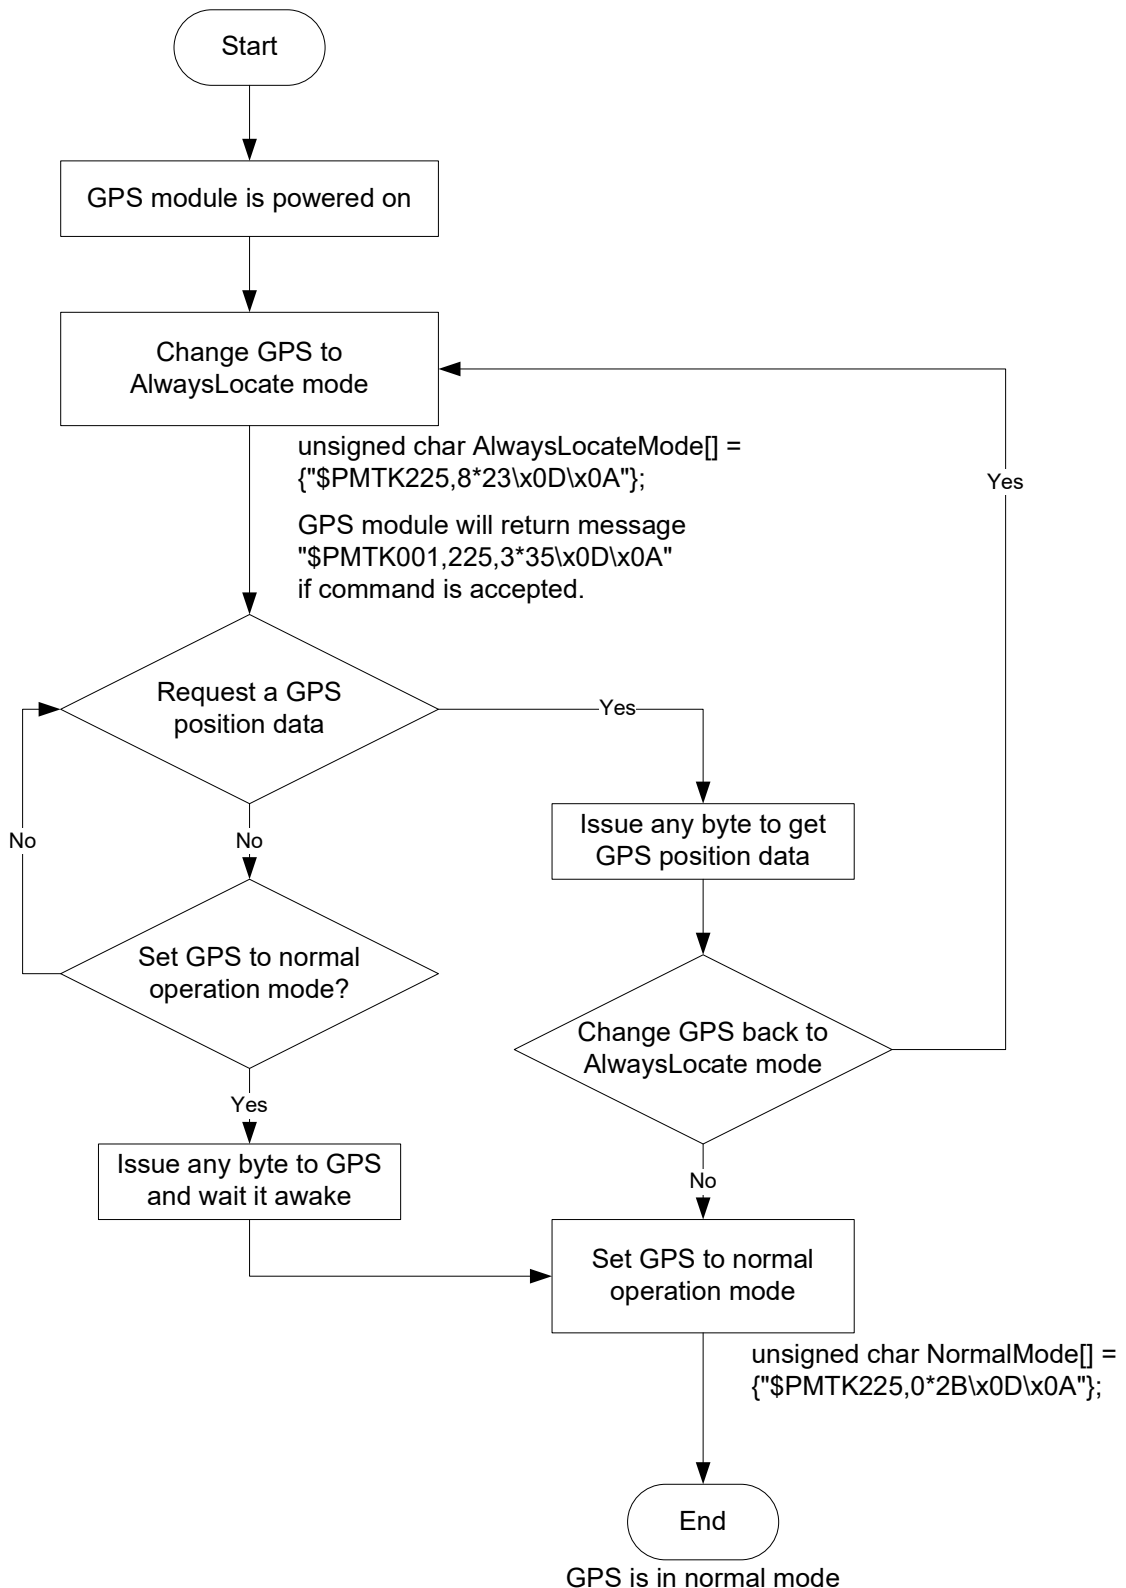 Start
GPS module is powered on
Change GPS to
AlwaysLocate mode
unsigned char AlwaysLocateMode[] =
{"$PMTK225,8*23\x0D\x0A"};
Yes
GPS module will return message
"$PMTK001,225,3*35\x0D\x0A"
if command is accepted.
Request a GPS
position data
Yes
No
No
Issue any byte to get
GPS position data
Set GPS to normal
operation mode?
Change GPS back to
AlwaysLocate mode
Yes
Issue any byte to GPS
and wait it awake
No
Set GPS to normal
operation mode
unsigned char NormalMode[] =
{"$PMTK225,0*2B\x0D\x0A"};
End
GPS is in normal mode